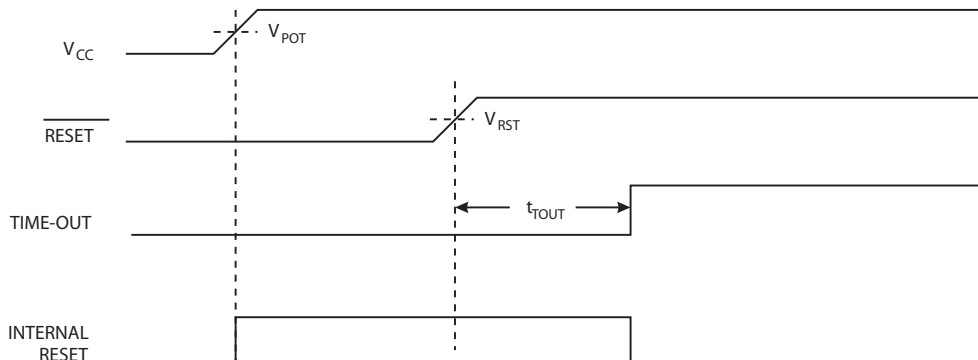 V_CC
V_POT
RESET
V_RST
TIME-OUT
t_TOUT
INTERNAL
RESET